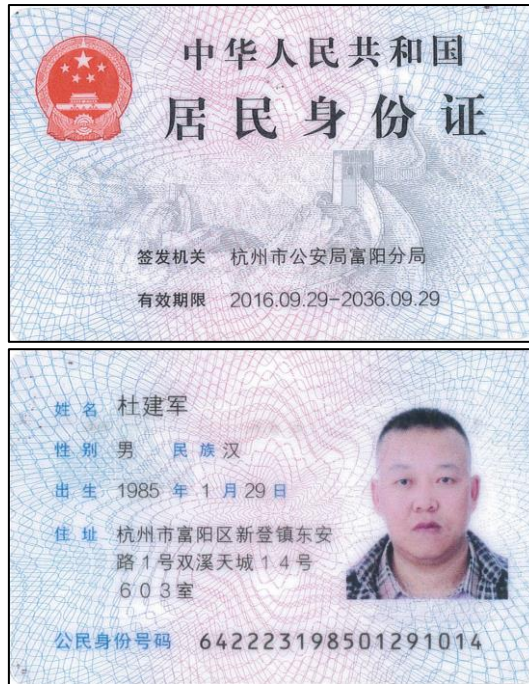 中华人民共和国
居民身份证
签发机关 杭州市公安局富阳分局
有效期限 2016.09.29-2036.09.29
姓名 杜建军
性别 男 民族 汉
出生 1985 年 1 月 29 日
住址 杭州市富阳区新登镇东安
路1号双溪天城14号
603室
公民身份号码 642223198501291014